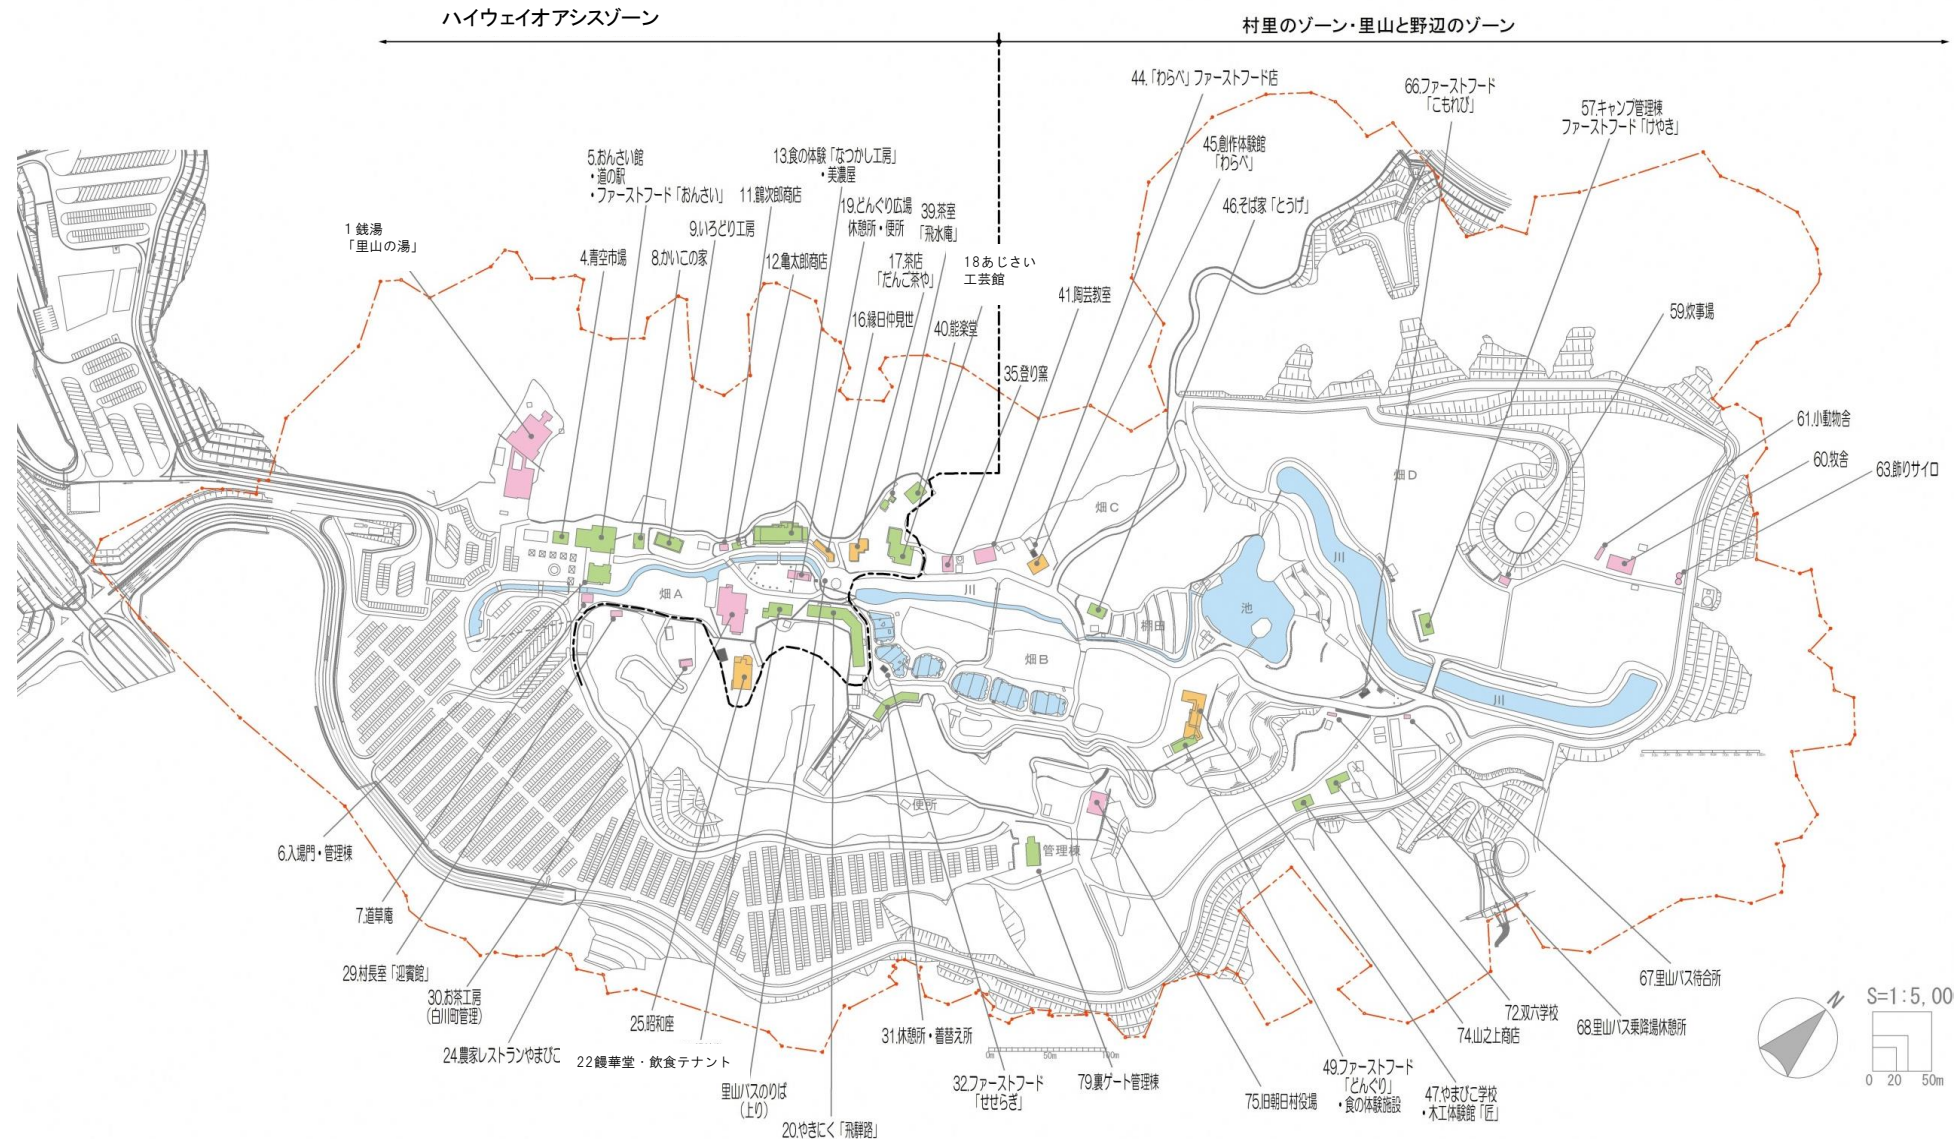 ハイウェイオアシスゾーン
村里のゾーン・里山と野辺のゾーン
44.「わらべ」ファーストフード店
66.ファーストフード
「こもれび」
57.キャンプ管理棟
ファーストフード「けやき」
5.おんさい館
・道の駅
・ファーストフード「おんさい」
13.食の体験「なつかし工房」
・美濃屋
45.創作体験館
「わらべ」
11.鶴次郎商店
19.どんぐり広場
休憩所・便所
39.茶室
「飛水庵」
46.そば家「とうげ」
1 銭湯
「里山の湯」
9.いろどり工房
4.青空市場
8.かいこの家
12.亀太郎商店
17.茶店
「だんご茶や」
18あじさい
工芸館
41.陶芸教室
16.縁日仲見世
40.能楽堂
59.炊事場
35.登り窯
61.小動物舎
60.牧舎
63.飾りサイロ
畑D
畑C
川
畑A
川
池
棚田
畑B
川
便所
管理棟
6.入場門・管理棟
7.道草庵
29.村長室「迎賓館」
30.お茶工房
(白川町管理)
24.農家レストランやまびこ
25.昭和座
22饅華堂・飲食テナント
里山バスのりば
(上り)
20.やきにく「飛騨路」
31.休憩所・着替え所
32.ファーストフード
「せせらぎ」
79.裏ゲート管理棟
75.旧朝日村役場
49.ファーストフード
「どんぐり」
・食の体験施設
47.やまびこ学校
・木工体験館「匠」
74.山之上商店
72.双六学校
68.里山バス乗降場休憩所
67.里山バス待合所
0m 50m 100m
N
S=1:5,00
0 20 50m